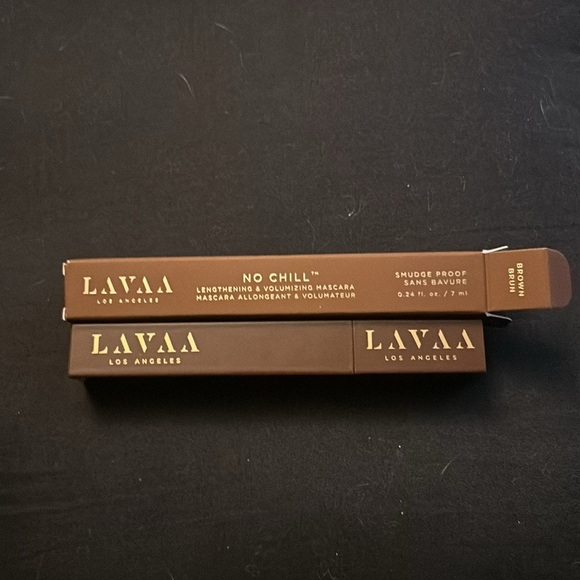 LAVAA
LOS ANGELES
NO CHILL™
LENGTHENING & VOLUMIZING MASCARA
MASCARA ALLONGEANT & VOLUMATEUR
SMUDGE PROOF
SANS BAVURE
0.24 fl. oz. / 7 ml
BROWN
BRUN
LAVAA
LOS ANGELES
LAVAA
LOS ANGELES